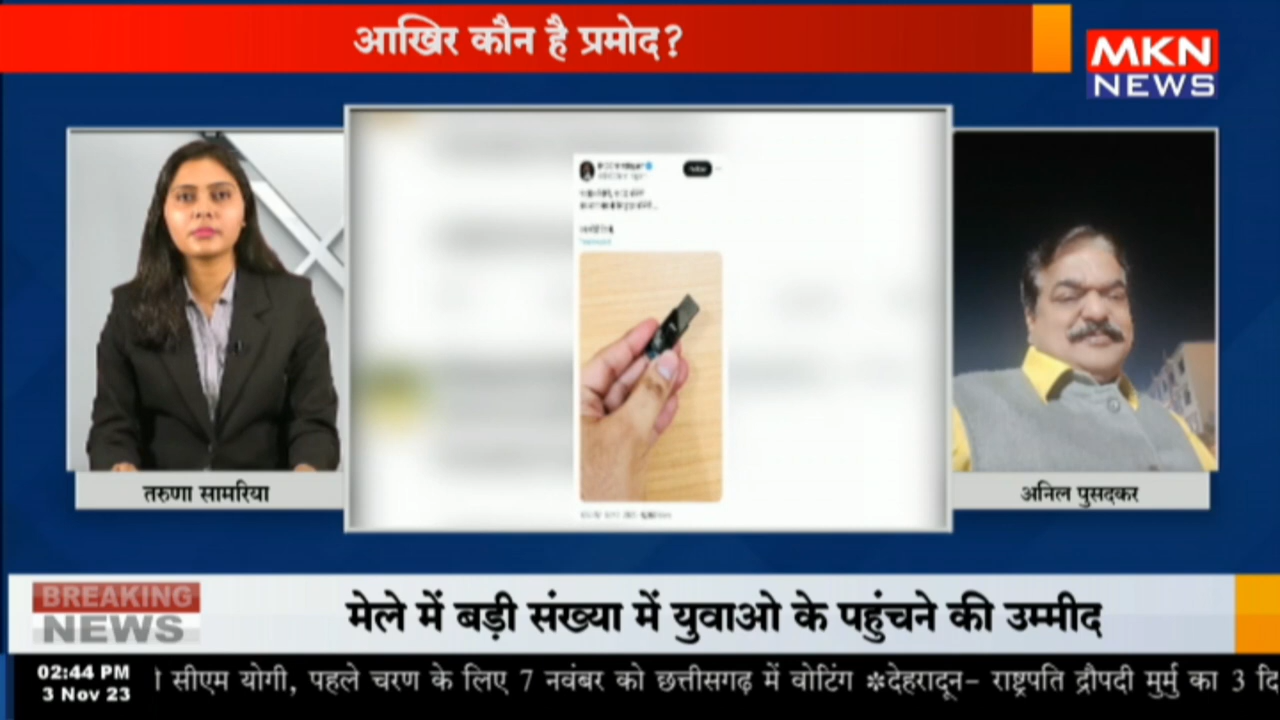 आखिर कौन है प्रमोद?
MKN
NEWS
तरुणा सामरिया
अनिल पुसदकर
BREAKING
NEWS
मेले में बड़ी संख्या में युवाओ के पहुंचने की उम्मीद
02:44 PM
3 Nov 23
सीएम योगी, पहले चरण के लिए 7 नवंबर को छत्तीसगढ़ में वोटिंग *देहरादून- राष्ट्रपति द्रौपदी मुर्मु का 3